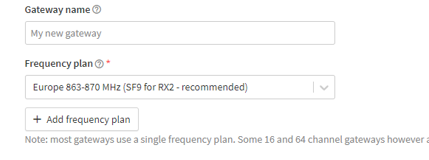 Gateway name
My new gateway
Frequency plan *
Europe 863-870 MHz (SF9 for RX2 - recommended)
+ Add frequency plan
Note: most gateways use a single frequency plan. Some 16 and 64 channel gateways however